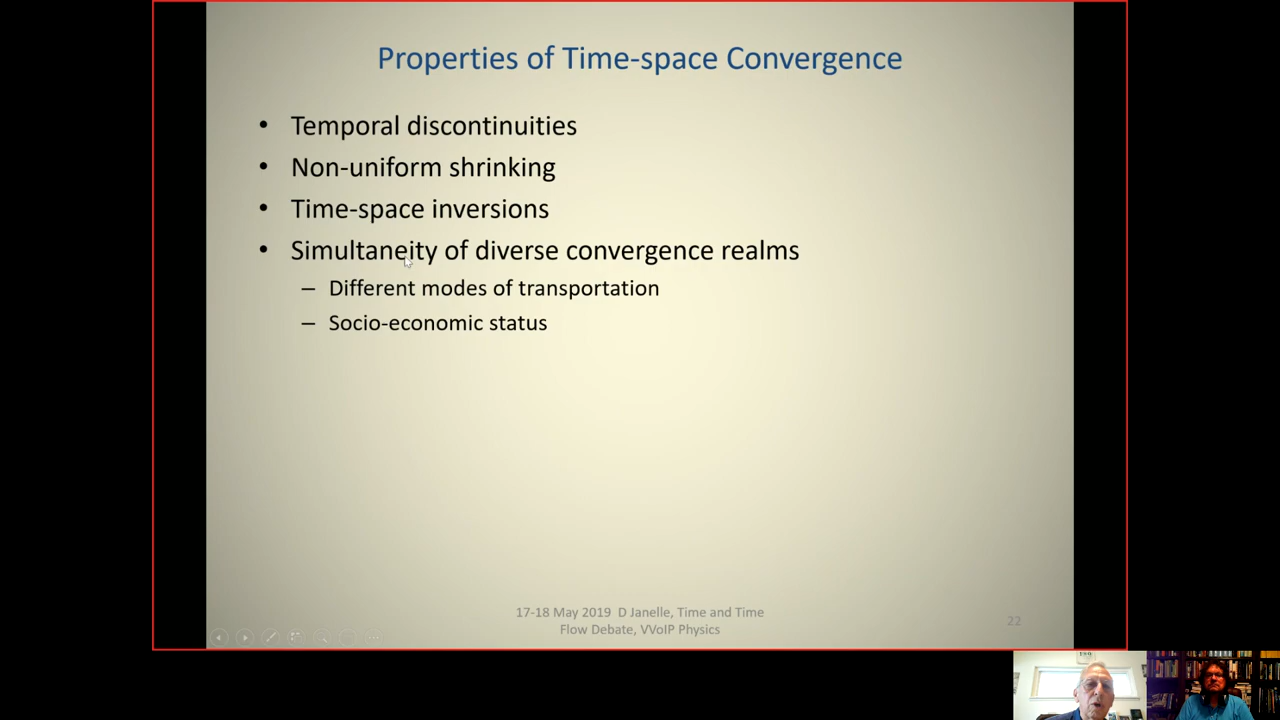 Properties of Time-space Convergence
• Temporal discontinuities
• Non-uniform shrinking
• Time-space inversions
• Simultaneity of diverse convergence realms
– Different modes of transportation
– Socio-economic status
17-18 May 2019 D Janelle, Time and Time
Flow Debate, VVoIP Physics
22